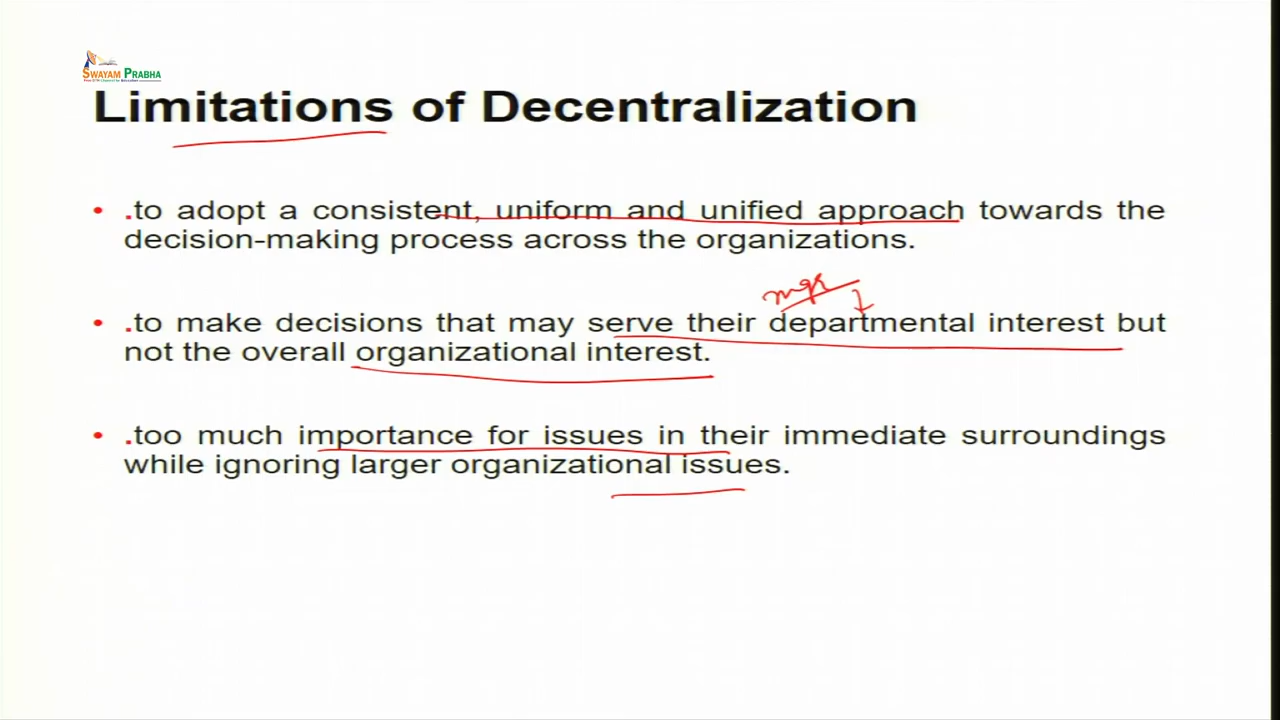 SWAYAM PRABHA
Limitations of Decentralization
• .to adopt a consistent, uniform and unified approach towards the
decision-making process across the organizations.
mgr
• .to make decisions that may serve their departmental interest but
not the overall organizational interest.
• .too much importance for issues in their immediate surroundings
while ignoring larger organizational issues.